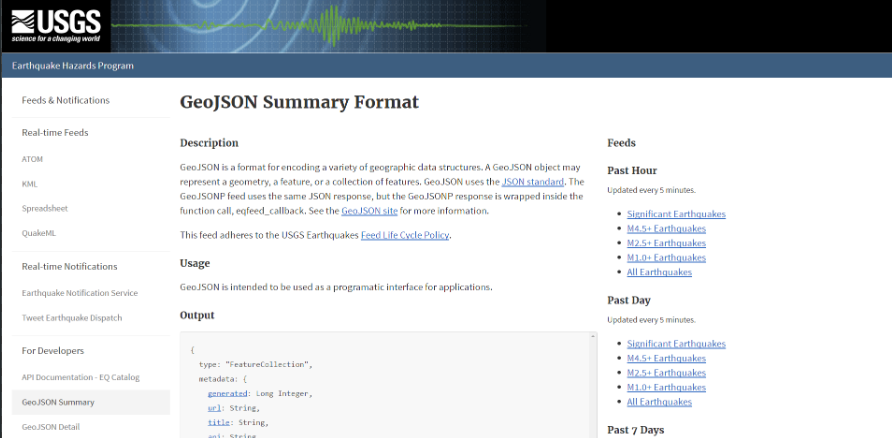 USGS
science for a changing world
Earthquake Hazards Program
Feeds & Notifications
Real-time Feeds
ATOM
KML
Spreadsheet
QuakeML
Real-time Notifications
Earthquake Notification Service
Tweet Earthquake Dispatch
For Developers
API Documentation - EQ Catalog
GeoJSON Summary
GeoJSON Detail
GeoJSON Summary Format
Description
GeoJSON is a format for encoding a variety of geographic data structures. A GeoJSON object may
represent a geometry, a feature, or a collection of features. GeoJSON uses the JSON standard. The
GeoJSONP feed uses the same JSON response, but the GeoJSONP response is wrapped inside the
function call, eqfeed_callback. See the GeoJSON site for more information.
This feed adheres to the USGS Earthquakes Feed Life Cycle Policy.
Usage
GeoJSON is intended to be used as a programatic interface for applications.
Output
{
type: "FeatureCollection",
metadata: {
generated: Long Integer,
url: String,
title: String,
api: String
Feeds
Past Hour
Updated every 5 minutes.
Significant Earthquakes
M4.5+ Earthquakes
M2.5+ Earthquakes
M1.0+ Earthquakes
All Earthquakes
Past Day
Updated every 5 minutes.
Significant Earthquakes
M4.5+ Earthquakes
M2.5+ Earthquakes
M1.0+ Earthquakes
All Earthquakes
Past 7 Days